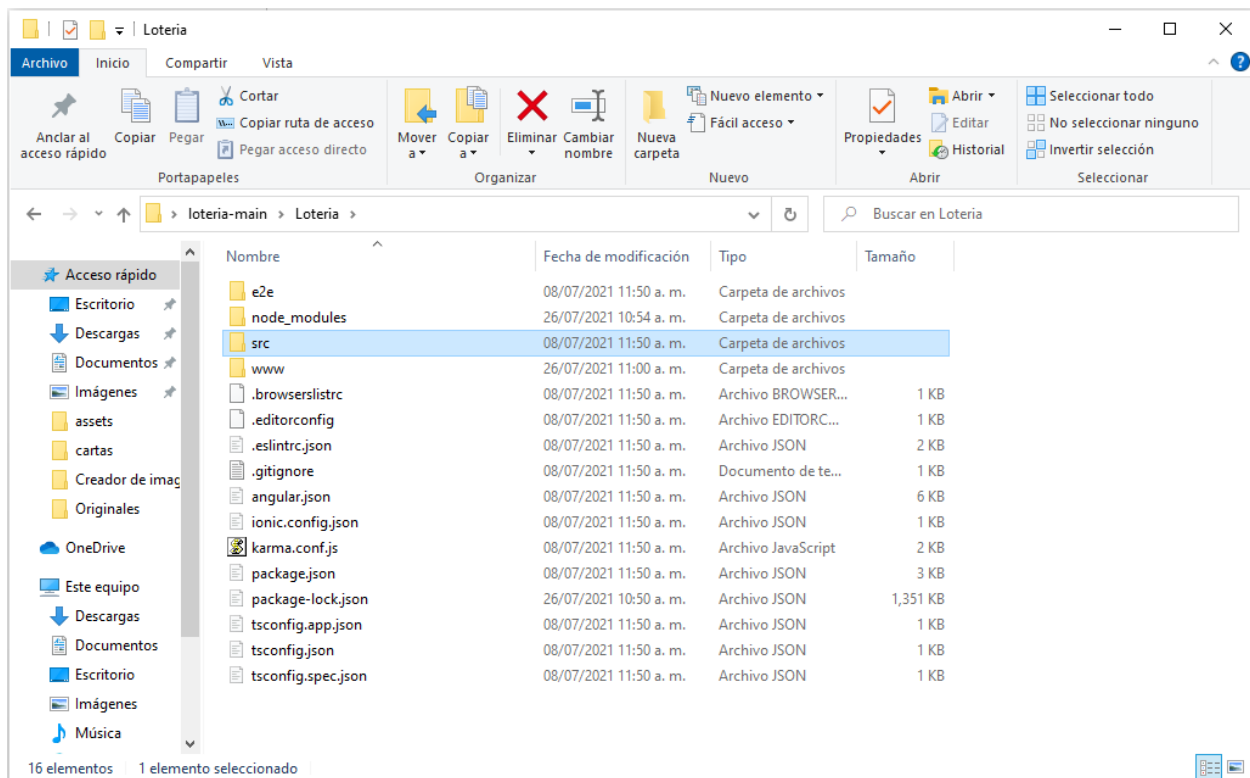 Loteria
Archivo Inicio Compartir Vista
Anclar al acceso rápido
Copiar
Pegar
Cortar
Copiar ruta de acceso
Pegar acceso directo
Portapapeles
Mover a
Copiar a
Eliminar
Cambiar nombre
Organizar
Nueva carpeta
Nuevo elemento
Fácil acceso
Nuevo
Propiedades
Abrir
Editar
Historial
Abrir
Seleccionar todo
No seleccionar ninguno
Invertir selección
Seleccionar
loteria-main > Loteria >
Buscar en Loteria
Acceso rápido
Escritorio
Descargas
Documentos
Imágenes
assets
cartas
Creador de imag
Originales
OneDrive
Este equipo
Descargas
Documentos
Escritorio
Imágenes
Música
Nombre Fecha de modificación Tipo Tamaño
e2e 08/07/2021 11:50 a. m. Carpeta de archivos
node_modules 26/07/2021 10:54 a. m. Carpeta de archivos
src 08/07/2021 11:50 a. m. Carpeta de archivos
www 26/07/2021 11:00 a. m. Carpeta de archivos
.browserslistrc 08/07/2021 11:50 a. m. Archivo BROWSER... 1 KB
.editorconfig 08/07/2021 11:50 a. m. Archivo EDITORC... 1 KB
.eslintrc.json 08/07/2021 11:50 a. m. Archivo JSON 2 KB
.gitignore 08/07/2021 11:50 a. m. Documento de te... 1 KB
angular.json 08/07/2021 11:50 a. m. Archivo JSON 6 KB
ionic.config.json 08/07/2021 11:50 a. m. Archivo JSON 1 KB
karma.conf.js 08/07/2021 11:50 a. m. Archivo JavaScript 2 KB
package.json 08/07/2021 11:50 a. m. Archivo JSON 3 KB
package-lock.json 26/07/2021 10:50 a. m. Archivo JSON 1,351 KB
tsconfig.app.json 08/07/2021 11:50 a. m. Archivo JSON 1 KB
tsconfig.json 08/07/2021 11:50 a. m. Archivo JSON 1 KB
tsconfig.spec.json 08/07/2021 11:50 a. m. Archivo JSON 1 KB
16 elementos 1 elemento seleccionado